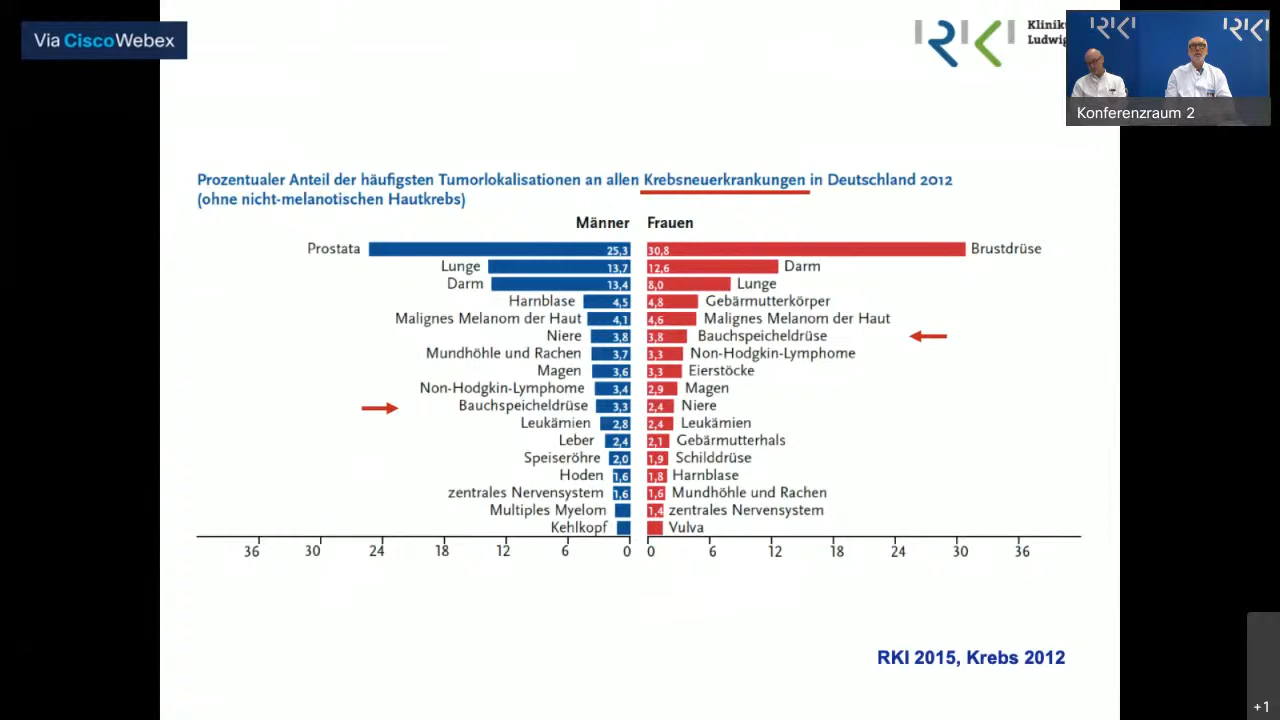 Via Cisco Webex
Kliniku
Ludwig
Konferenzraum 2
Prozentualer Anteil der häufigsten Tumorlokalisationen an allen Krebsneuerkrankungen in Deutschland 2012
(ohne nicht-melanotischen Hautkrebs)
Männer Frauen
Prostata 25,3 30,8 Brustdrüse
Lunge 13,7 12,6 Darm
Darm 13,4 8,0 Lunge
Harnblase 4,5 4,8 Gebärmutterkörper
Malignes Melanom der Haut 4,1 4,6 Malignes Melanom der Haut
Niere 3,8 3,8 Bauchspeicheldrüse
Mundhöhle und Rachen 3,7 3,3 Non-Hodgkin-Lymphome
Magen 3,6 3,3 Eierstöcke
Non-Hodgkin-Lymphome 3,4 2,9 Magen
Bauchspeicheldrüse 3,3 2,4 Niere
Leukämien 2,8 2,4 Leukämien
Leber 2,4 2,1 Gebärmutterhals
Speiseröhre 2,0 1,9 Schilddrüse
Hoden 1,6 1,8 Harnblase
zentrales Nervensystem 1,6 1,6 Mundhöhle und Rachen
Multiples Myelom 1,4 zentrales Nervensystem
Kehlkopf Vulva
36 30 24 18 12 6 0 0 6 12 18 24 30 36
RKI 2015, Krebs 2012
+1